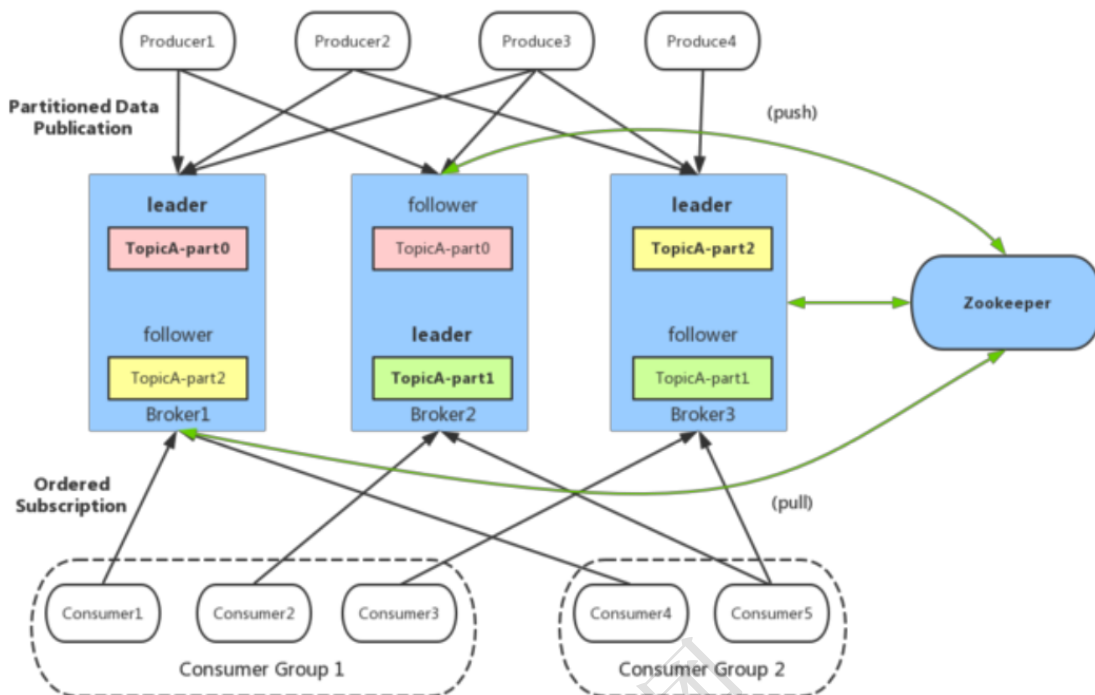 Producer1
Producer2
Produce3
Produce4
Partitioned Data
Publication
(push)
leader
TopicA-part0
follower
TopicA-part2
Broker1
follower
TopicA-part0
leader
TopicA-part1
Broker2
leader
TopicA-part2
follower
TopicA-part1
Broker3
Zookeeper
Ordered
Subscription
(pull)
Consumer1
Consumer2
Consumer3
Consumer Group 1
Consumer4
Consumer5
Consumer Group 2